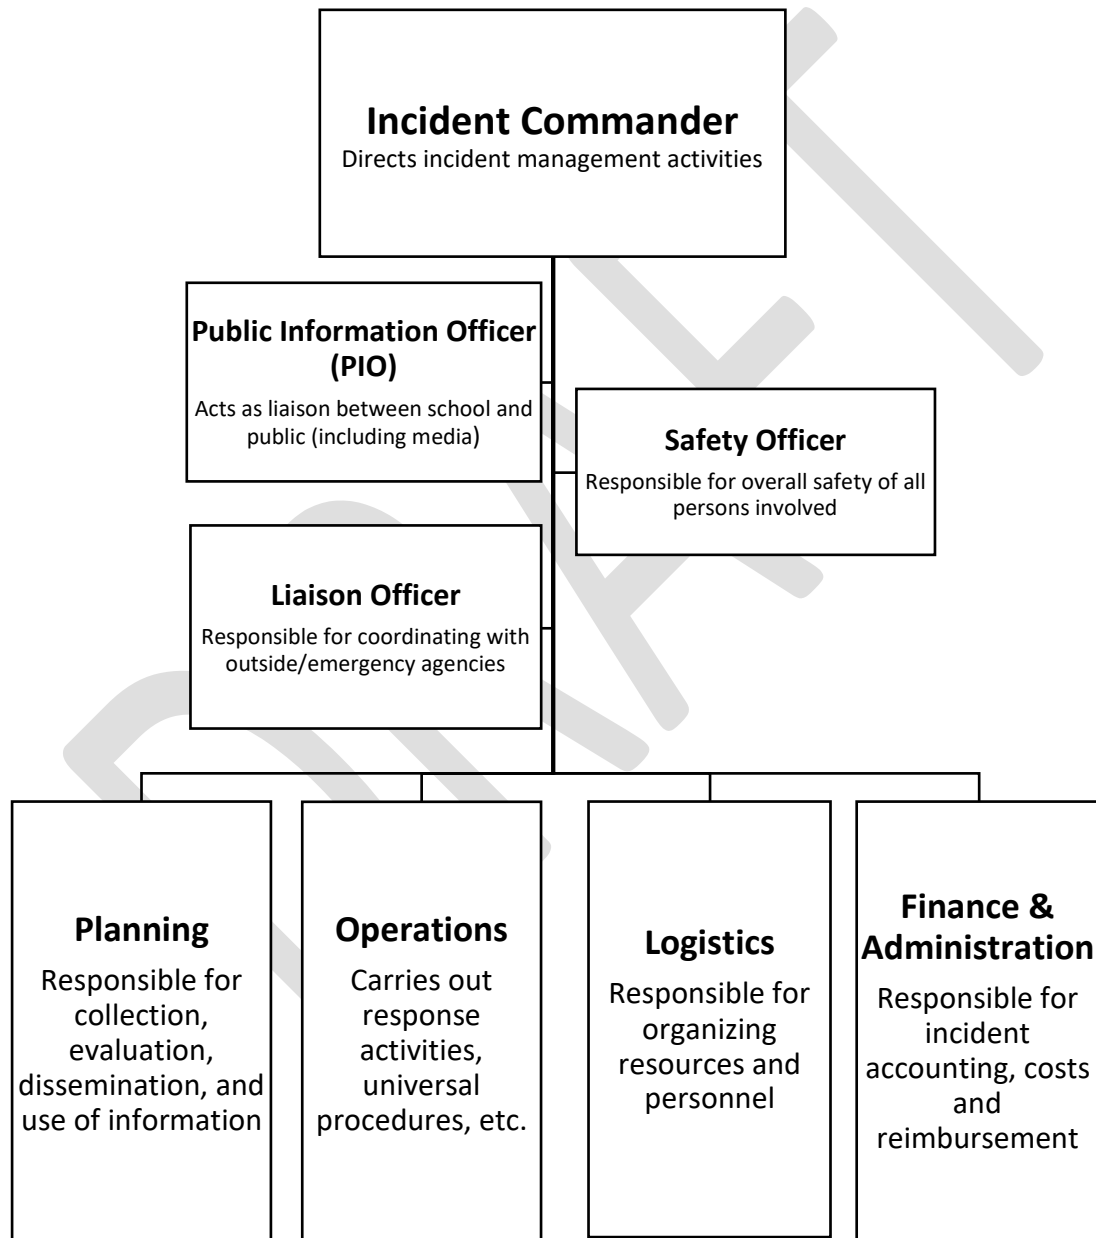 Incident Commander
Directs incident management activities
Public Information Officer
(PIO)
Acts as liaison between school and
public (including media)
Safety Officer
Responsible for overall safety of all
persons involved
Liaison Officer
Responsible for coordinating with
outside/emergency agencies
Planning
Responsible for
collection,
evaluation,
dissemination, and
use of information
Operations
Carries out
response
activities,
universal
procedures, etc.
Logistics
Responsible for
organizing
resources and
personnel
Finance &
Administration
Responsible for
incident
accounting, costs
and
reimbursement
DRAFT